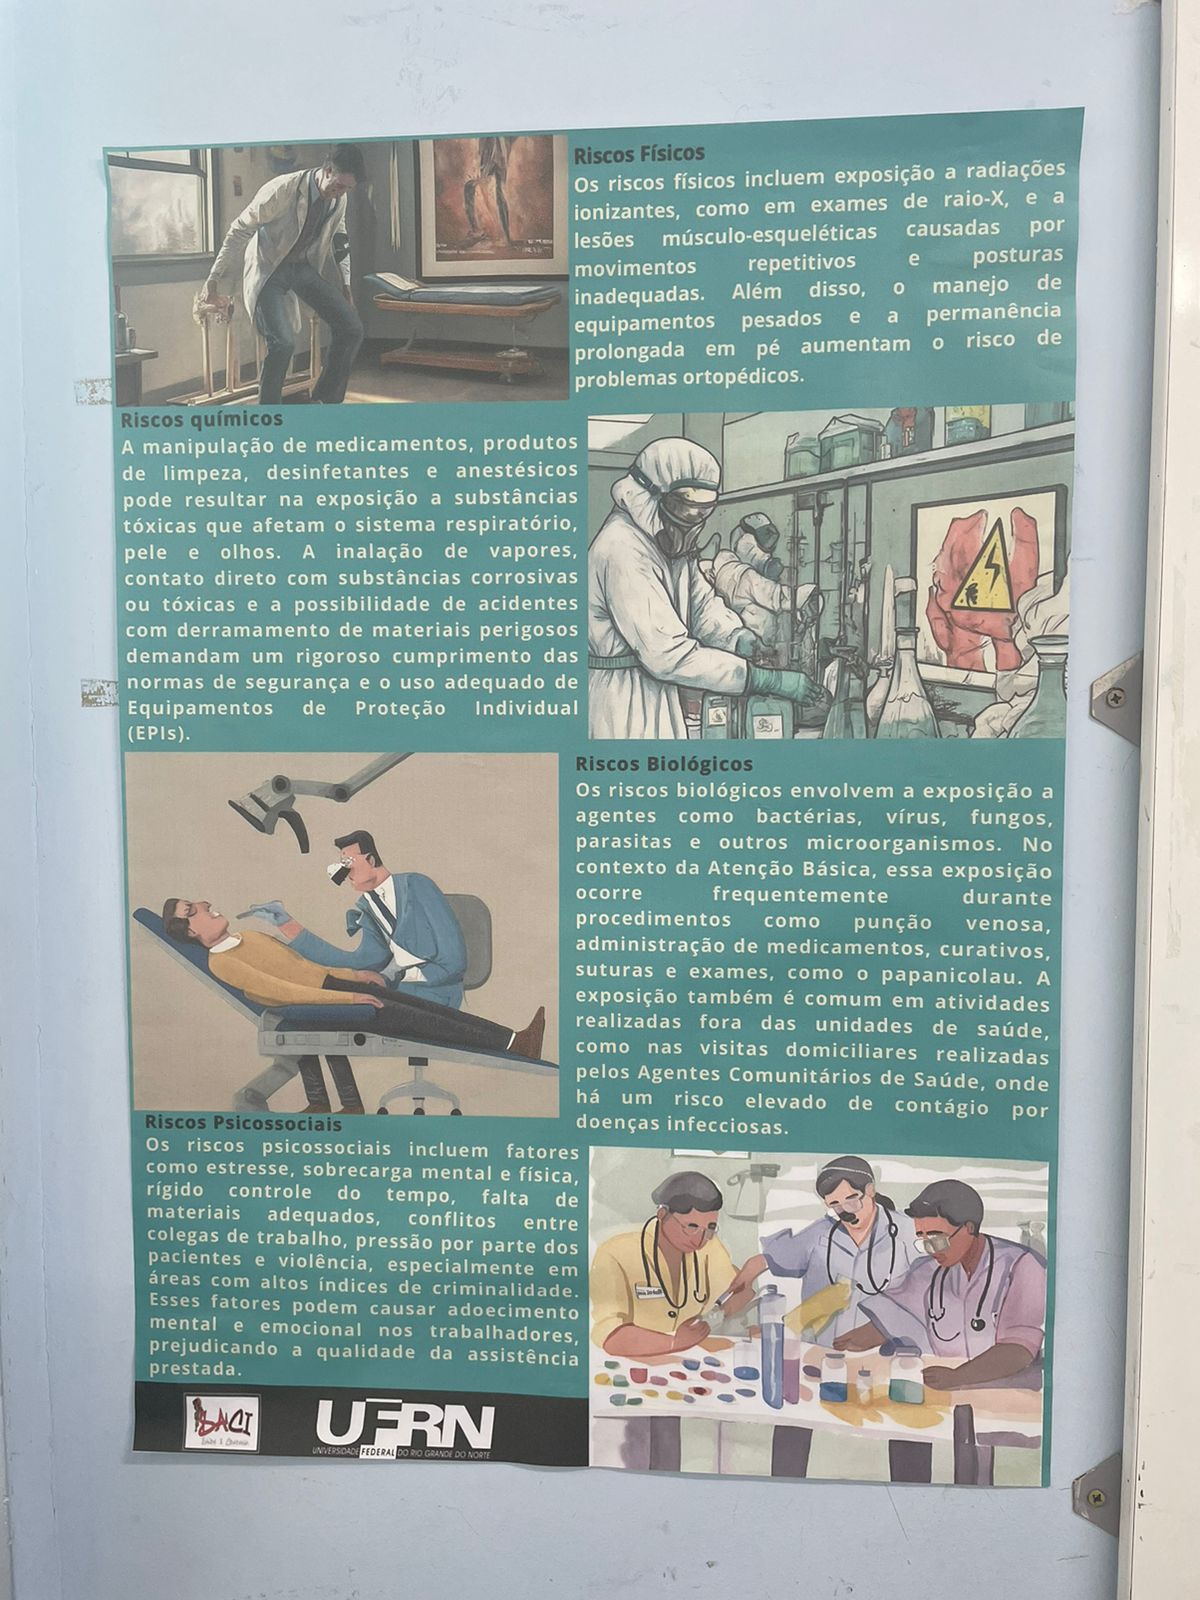 Riscos Físicos
Os riscos físicos incluem exposição a radiações
ionizantes, como em exames de raio-X, e a
lesões músculo-esqueléticas causadas por
movimentos repetitivos e posturas
inadequadas. Além disso, o manejo de
equipamentos pesados e a permanência
prolongada em pé aumentam o risco de
problemas ortopédicos.
Riscos químicos
A manipulação de medicamentos, produtos
de limpeza, desinfetantes e anestésicos
pode resultar na exposição a substâncias
tóxicas que afetam o sistema respiratório,
pele e olhos. A inalação de vapores,
contato direto com substâncias corrosivas
ou tóxicas e a possibilidade de acidentes
com derramamento de materiais perigosos
demandam um rigoroso cumprimento das
normas de segurança e o uso adequado de
Equipamentos de Proteção Individual
(EPIs).
Riscos Biológicos
Os riscos biológicos envolvem a exposição a
agentes como bactérias, vírus, fungos,
parasitas e outros microorganismos. No
contexto da Atenção Básica, essa exposição
ocorre frequentemente durante
procedimentos como punção venosa,
administração de medicamentos, curativos,
suturas e exames, como o papanicolau. A
exposição também é comum em atividades
realizadas fora das unidades de saúde,
como nas visitas domiciliares realizadas
pelos Agentes Comunitários de Saúde, onde
há um risco elevado de contágio por
doenças infecciosas.
Riscos Psicossociais
Os riscos psicossociais incluem fatores
como estresse, sobrecarga mental e física,
rígido controle do tempo, falta de
materiais adequados, conflitos entre
colegas de trabalho, pressão por parte dos
pacientes e violência, especialmente em
áreas com altos índices de criminalidade.
Esses fatores podem causar adoecimento
mental e emocional nos trabalhadores,
prejudicando a qualidade da assistência
prestada.
SACI
UFRN
UNIVERSIDADE FEDERAL DO RIO GRANDE DO NORTE